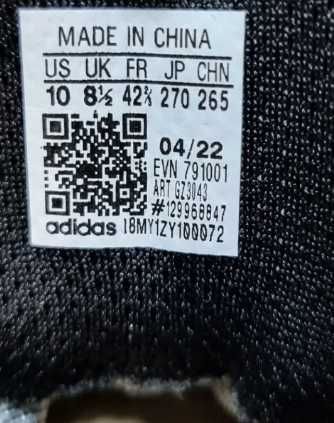 MADE IN CHINA
US UK FR JP CHN
10 8½ 42⅔ 270 265
04/22
EVN 791001
ART GZ3043
#129968847
adidas 18MY1ZY100072